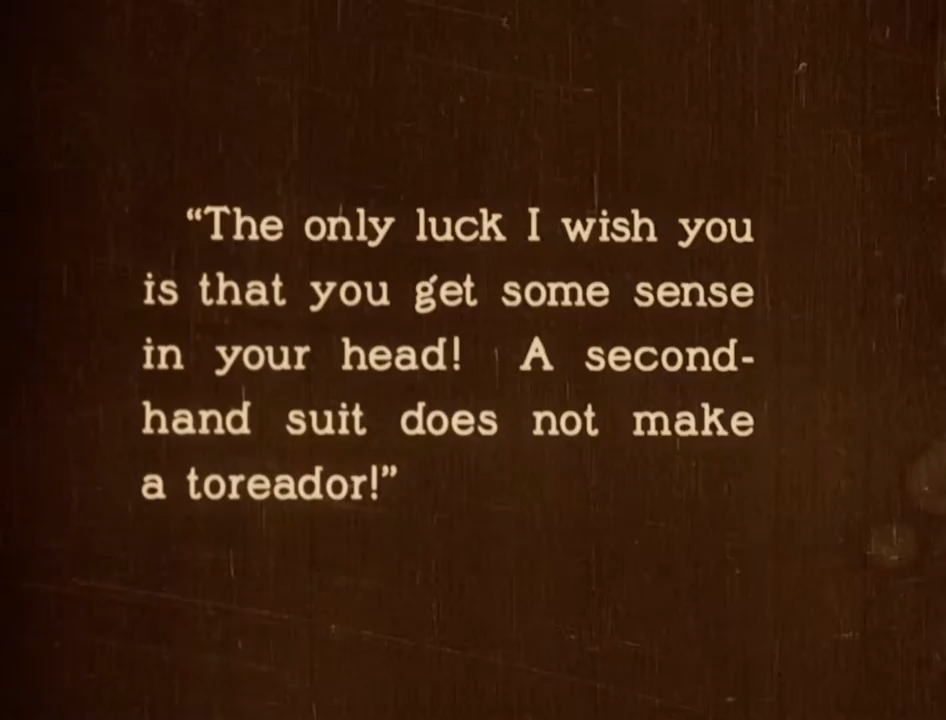 “The only luck I wish you
is that you get some sense
in your head! A second-
hand suit does not make
a toreador!”